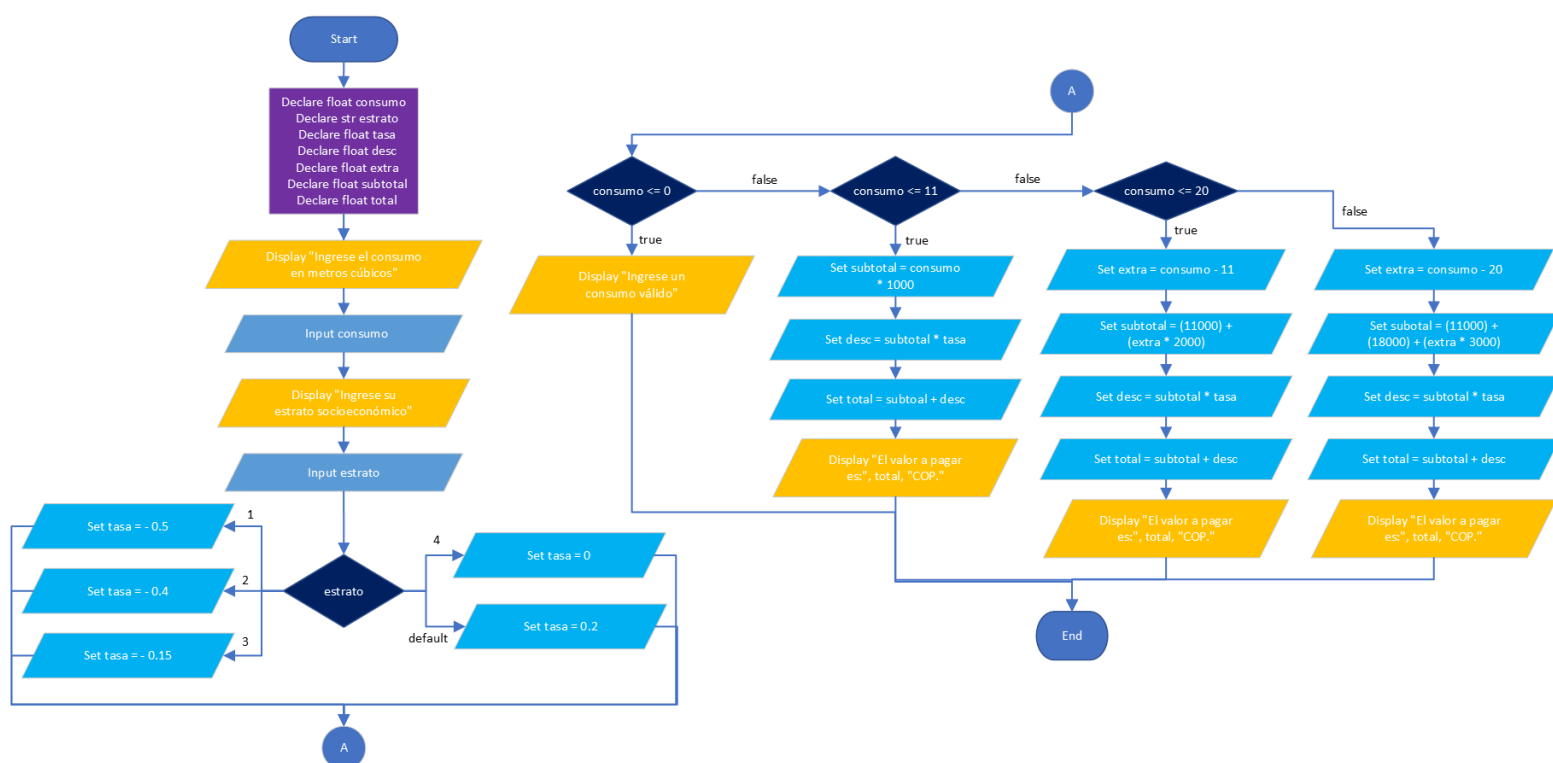 Start
Declare float consumo
Declare str estrato
Declare float tasa
Declare float desc
Declare float extra
Declare float subtotal
Declare float total
Display "Ingrese el consumo
en metros cúbicos"
Input consumo
Display "Ingrese su
estrato socioeconómico"
Input estrato
estrato
1
Set tasa = - 0.5
2
Set tasa = - 0.4
3
Set tasa = - 0.15
4
Set tasa = 0
default
Set tasa = 0.2
A
A
consumo <= 0
true
Display "Ingrese un
consumo válido"
false
consumo <= 11
true
Set subtotal = consumo
* 1000
Set desc = subtotal * tasa
Set total = subtoal + desc
Display "El valor a pagar
es:", total, "COP."
false
consumo <= 20
true
Set extra = consumo - 11
Set subtotal = (11000) +
(extra * 2000)
Set desc = subtotal * tasa
Set total = subtotal + desc
Display "El valor a pagar
es:", total, "COP."
false
Set extra = consumo - 20
Set subotal = (11000) +
(18000) + (extra * 3000)
Set desc = subtotal * tasa
Set total = subtotal + desc
Display "El valor a pagar
es:", total, "COP."
End